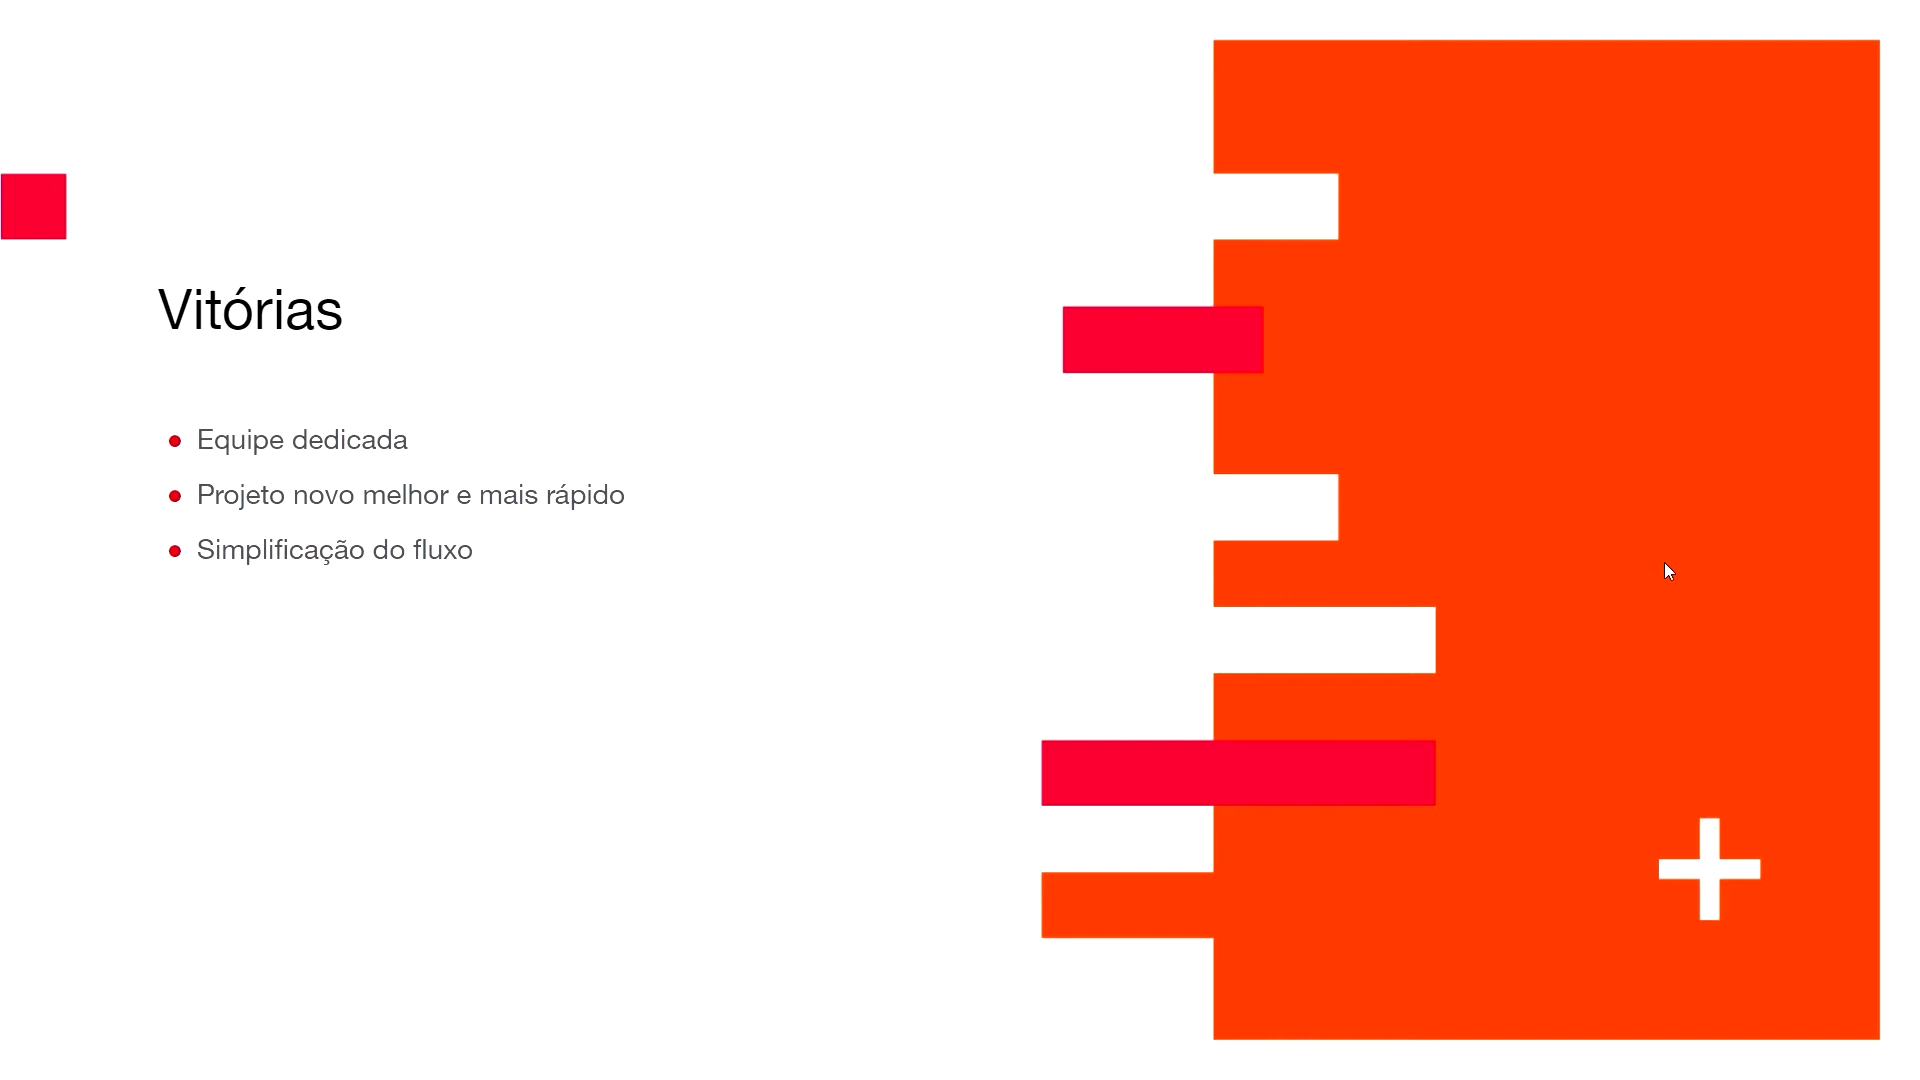 Vitórias
Equipe dedicada
Projeto novo melhor e mais rápido
Simplificação do fluxo